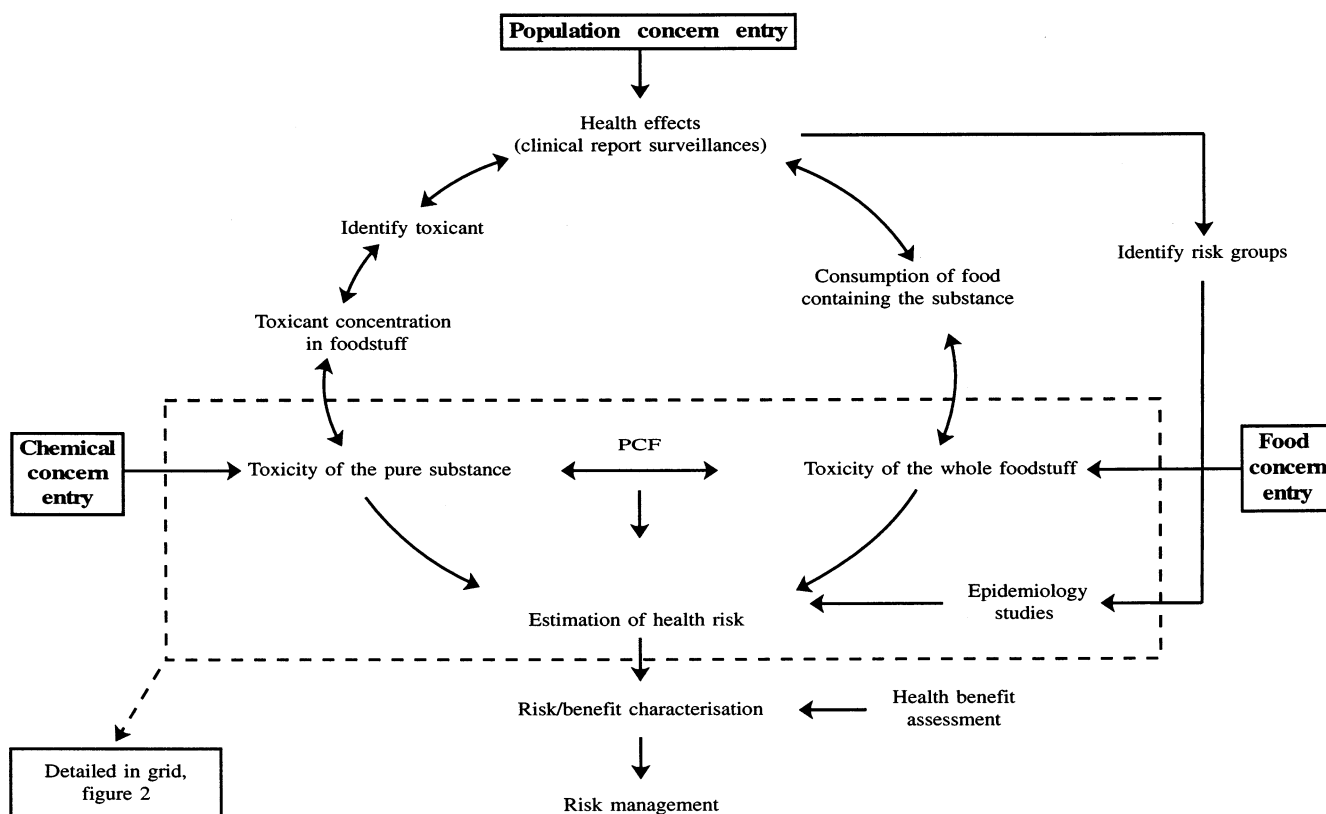 Population concern entry
Health effects
(clinical report surveillances)
Identify toxicant
Identify risk groups
Consumption of food
containing the substance
Toxicant concentration
in foodstuff
Chemical
concern
entry
PCF
Toxicity of the pure substance
Toxicity of the whole foodstuff
Food
concern
entry
Epidemiology
studies
Estimation of health risk
Risk/benefit characterisation
Health benefit
assessment
Detailed in grid,
figure 2
Risk management